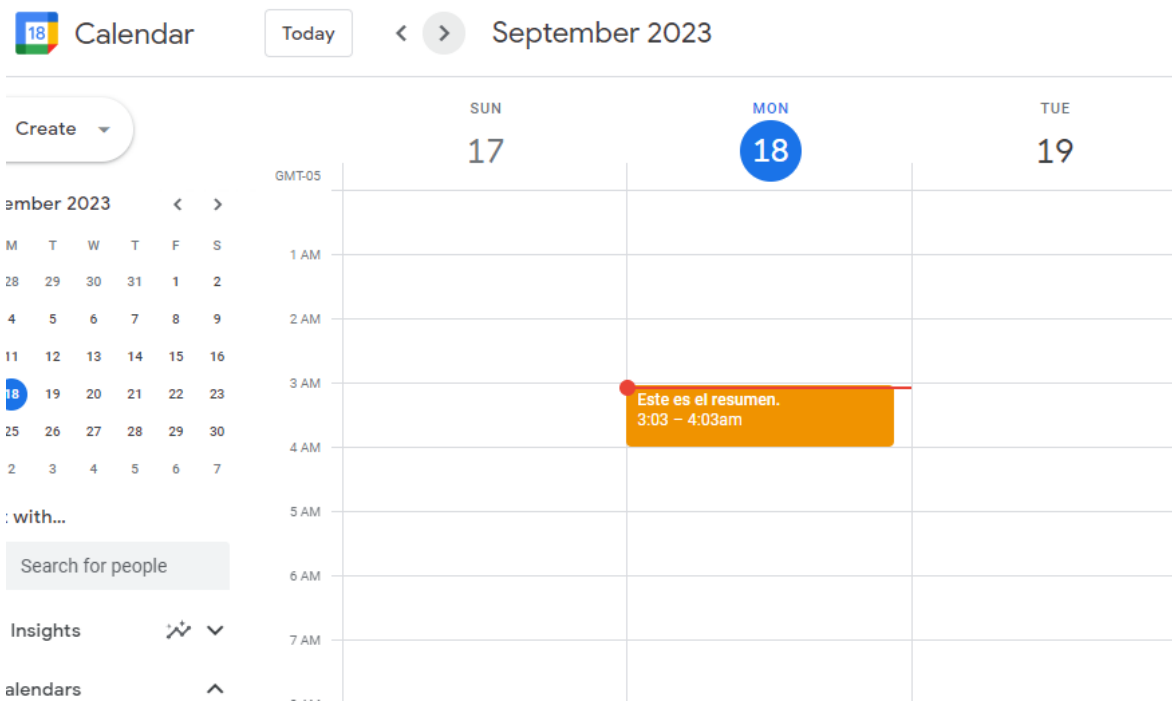 18 Calendar Today September 2023
SUN MON TUE
17 18 19
GMT-05
Create
ember 2023
M T W T F S
28 29 30 31 1 2
4 5 6 7 8 9
11 12 13 14 15 16
18 19 20 21 22 23
25 26 27 28 29 30
2 3 4 5 6 7
with...
Search for people
Insights
alendars
1 AM
2 AM
3 AM
Este es el resumen.
3:03 – 4:03am
4 AM
5 AM
6 AM
7 AM